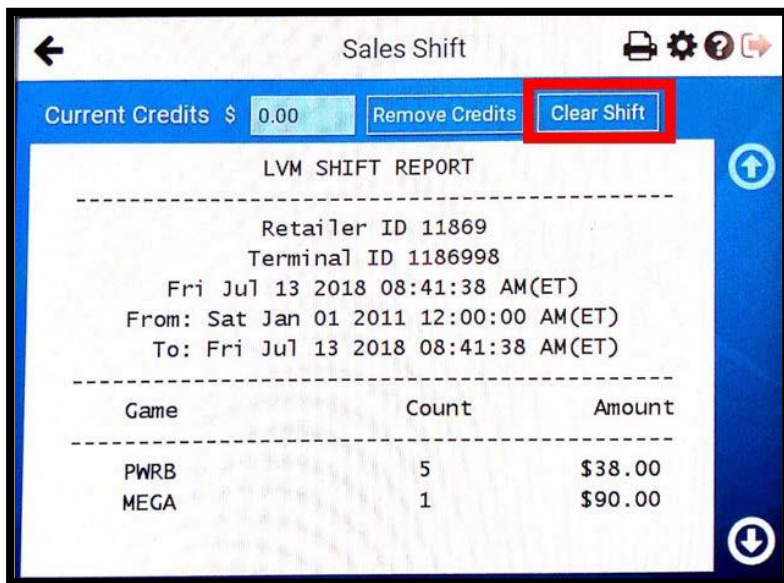 Sales Shift
Current Credits $ 0.00 Remove Credits Clear Shift
LVM SHIFT REPORT
Retailer ID 11869
Terminal ID 1186998
Fri Jul 13 2018 08:41:38 AM(ET)
From: Sat Jan 01 2011 12:00:00 AM(ET)
To: Fri Jul 13 2018 08:41:38 AM(ET)
Game Count Amount
PWRB 5 $38.00
MEGA 1 $90.00